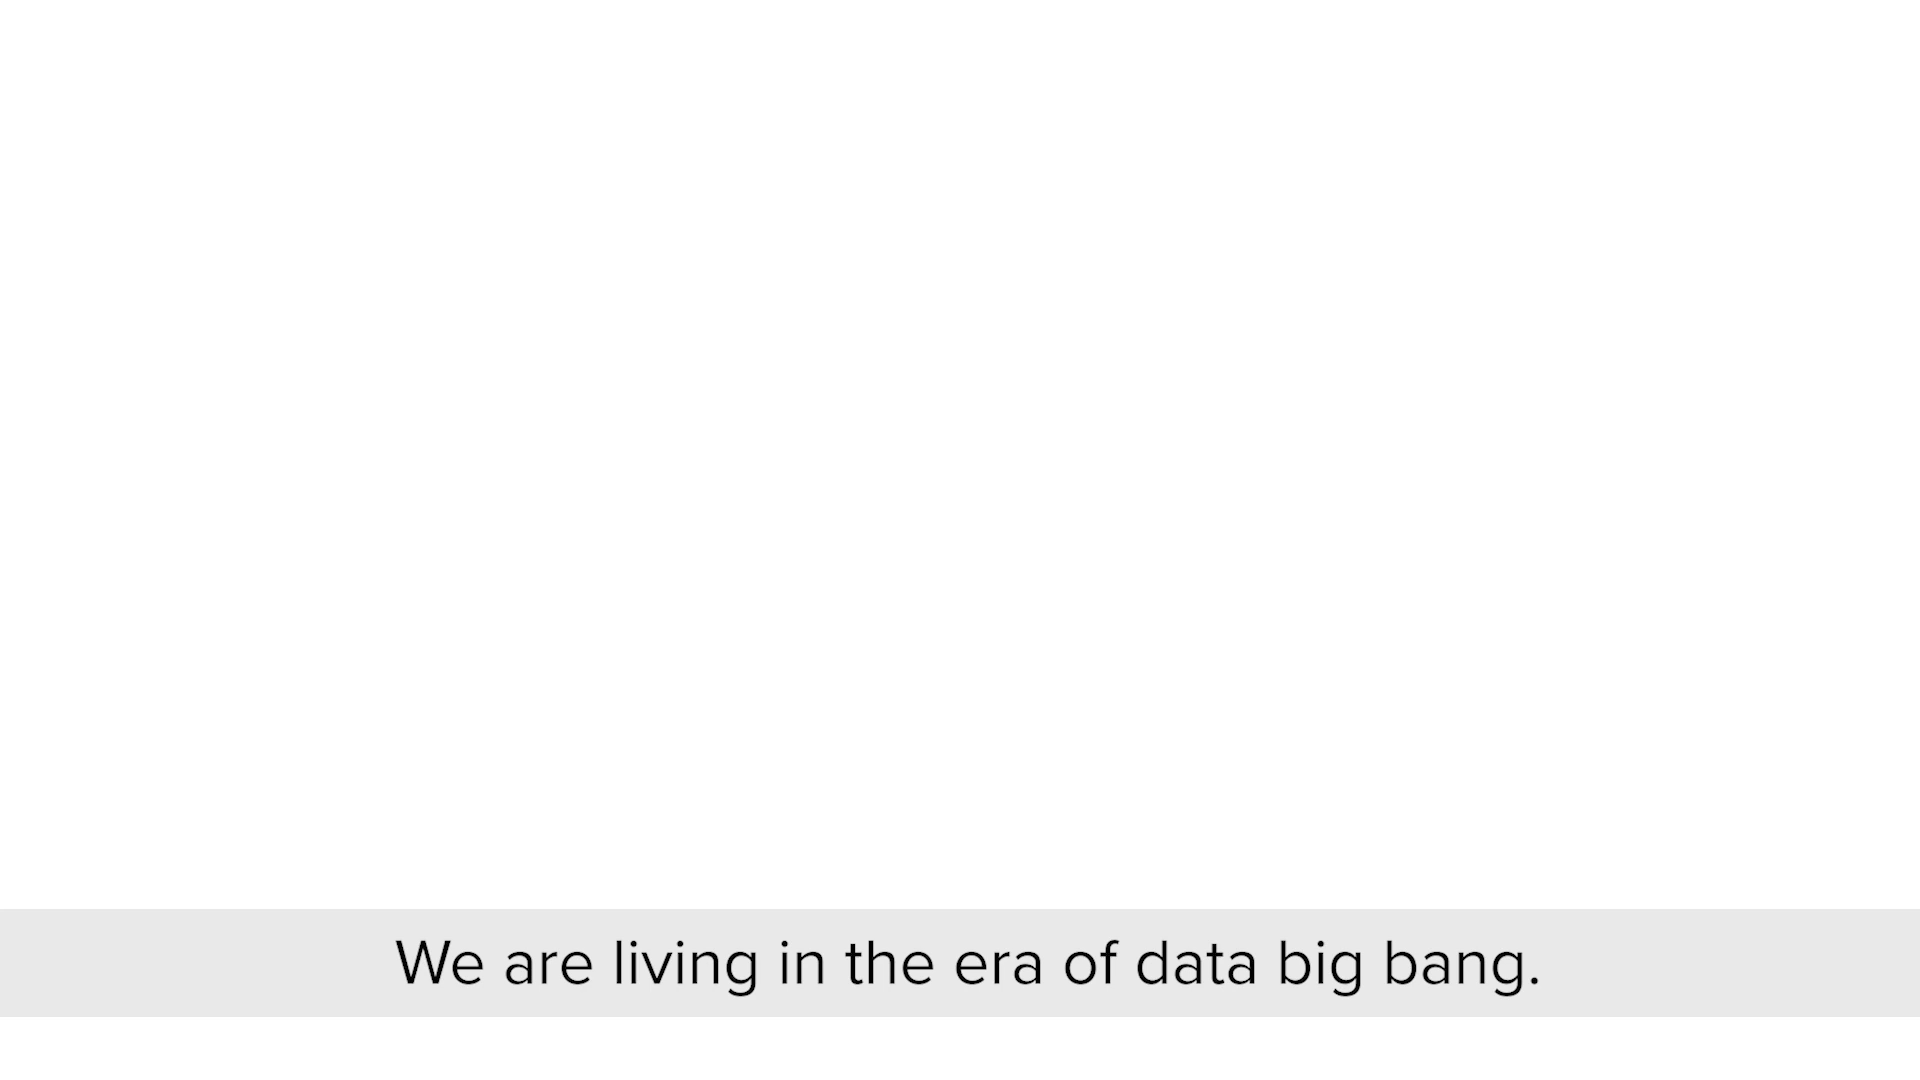 We are living in the era of data big bang.